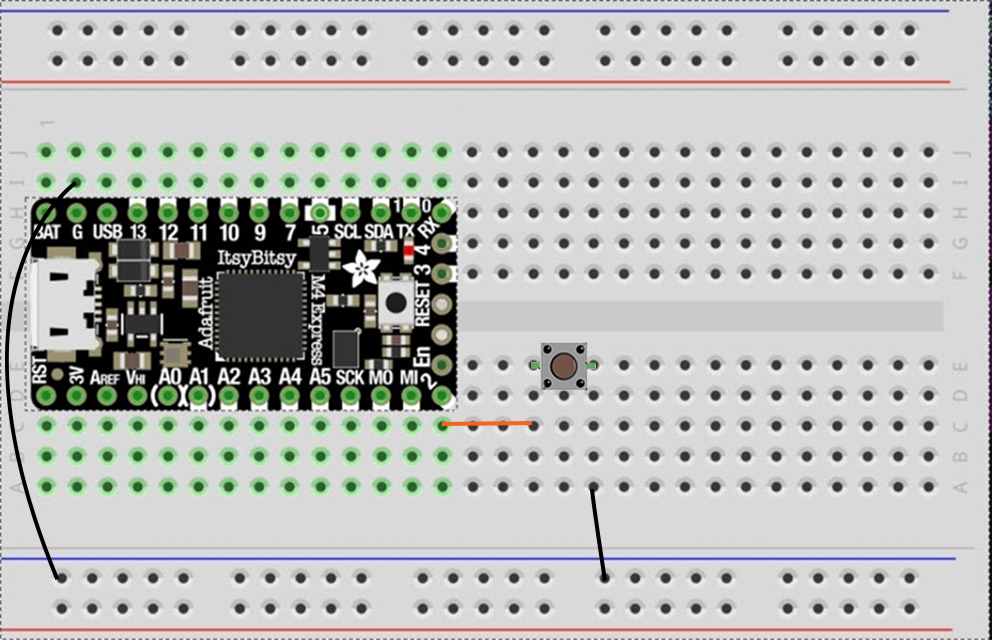 1
J
J
I
I
H
H
BAT G USB 13 12 11 10 9 7 5 SCL SDA TX 1 0 RX
G
G
ItsyBitsy
4
F
3
Adafruit
M4 Express
RESET
E
E
En
RST 3V AREF VHI A0 A1 A2 A3 A4 A5 SCK MO MI 2
D
D
C
C
B
B
A
A